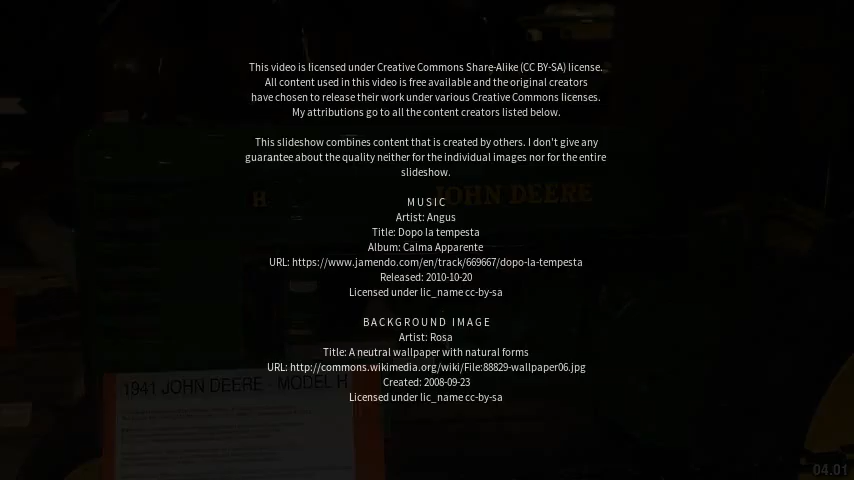 This video is licensed under Creative Commons Share-Alike (CC BY-SA) license.
All content used in this video is free available and the original creators
have chosen to release their work under various Creative Commons licenses.
My attributions go to all the content creators listed below.
This slideshow combines content that is created by others. I don't give any
guarantee about the quality neither for the individual images nor for the entire
slideshow.
H JOHN DEERE
MUSIC
Artist: Angus
Title: Dopo la tempesta
Album: Calma Apparente
URL: https://www.jamendo.com/en/track/669667/dopo-la-tempesta
Released: 2010-10-20
Licensed under lic_name cc-by-sa
BACKGROUND IMAGE
Artist: Rosa
Title: A neutral wallpaper with natural forms
URL: http://commons.wikimedia.org/wiki/File:88829-wallpaper06.jpg
Created: 2008-09-23
Licensed under lic_name cc-by-sa
1941 JOHN DEERE - MODEL H
04.01